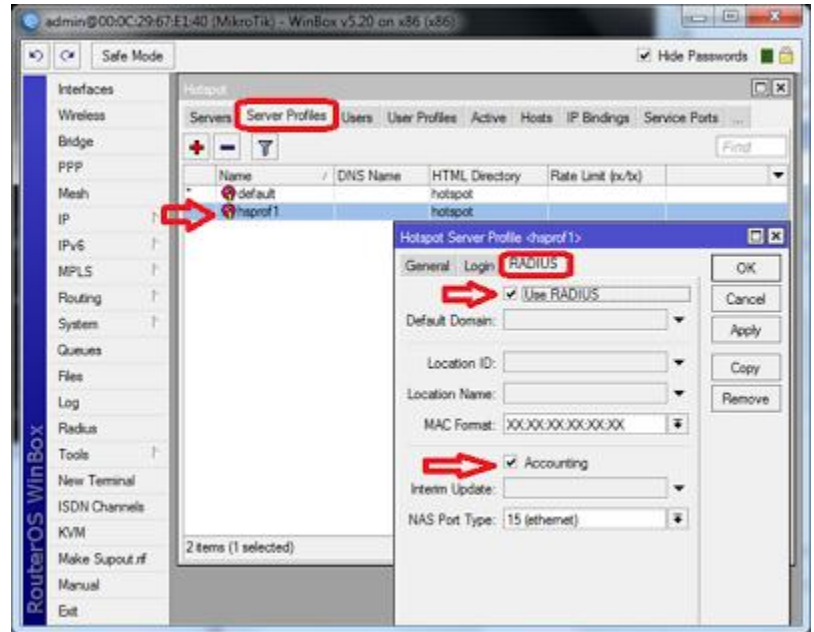 admin@00:0C:29:67:E1:40 (MikroTik) - WinBox v5.20 on x86 (x86)
Safe Mode
Hide Passwords
Interfaces
Wireless
Bridge
PPP
Mesh
IP
IPv6
MPLS
Routing
System
Queues
Files
Log
Radius
Tools
New Terminal
ISDN Channels
KVM
Make Supout.rif
Manual
Exit
RouterOS WinBox
Hotspot
Servers Server Profiles Users User Profiles Active Hosts IP Bindings Service Ports ...
Find
Name / DNS Name HTML Directory Rate Limit (rx/tx)
* default hotspot
hsprof1 hotspot
2 items (1 selected)
Hotspot Server Profile <hsprof1>
General Login RADIUS
Use RADIUS
Default Domain:
Location ID:
Location Name:
MAC Format: XX:XX:XX:XX:XX:XX
Accounting
Interim Update:
NAS Port Type: 15 (ethernet)
OK
Cancel
Apply
Copy
Remove